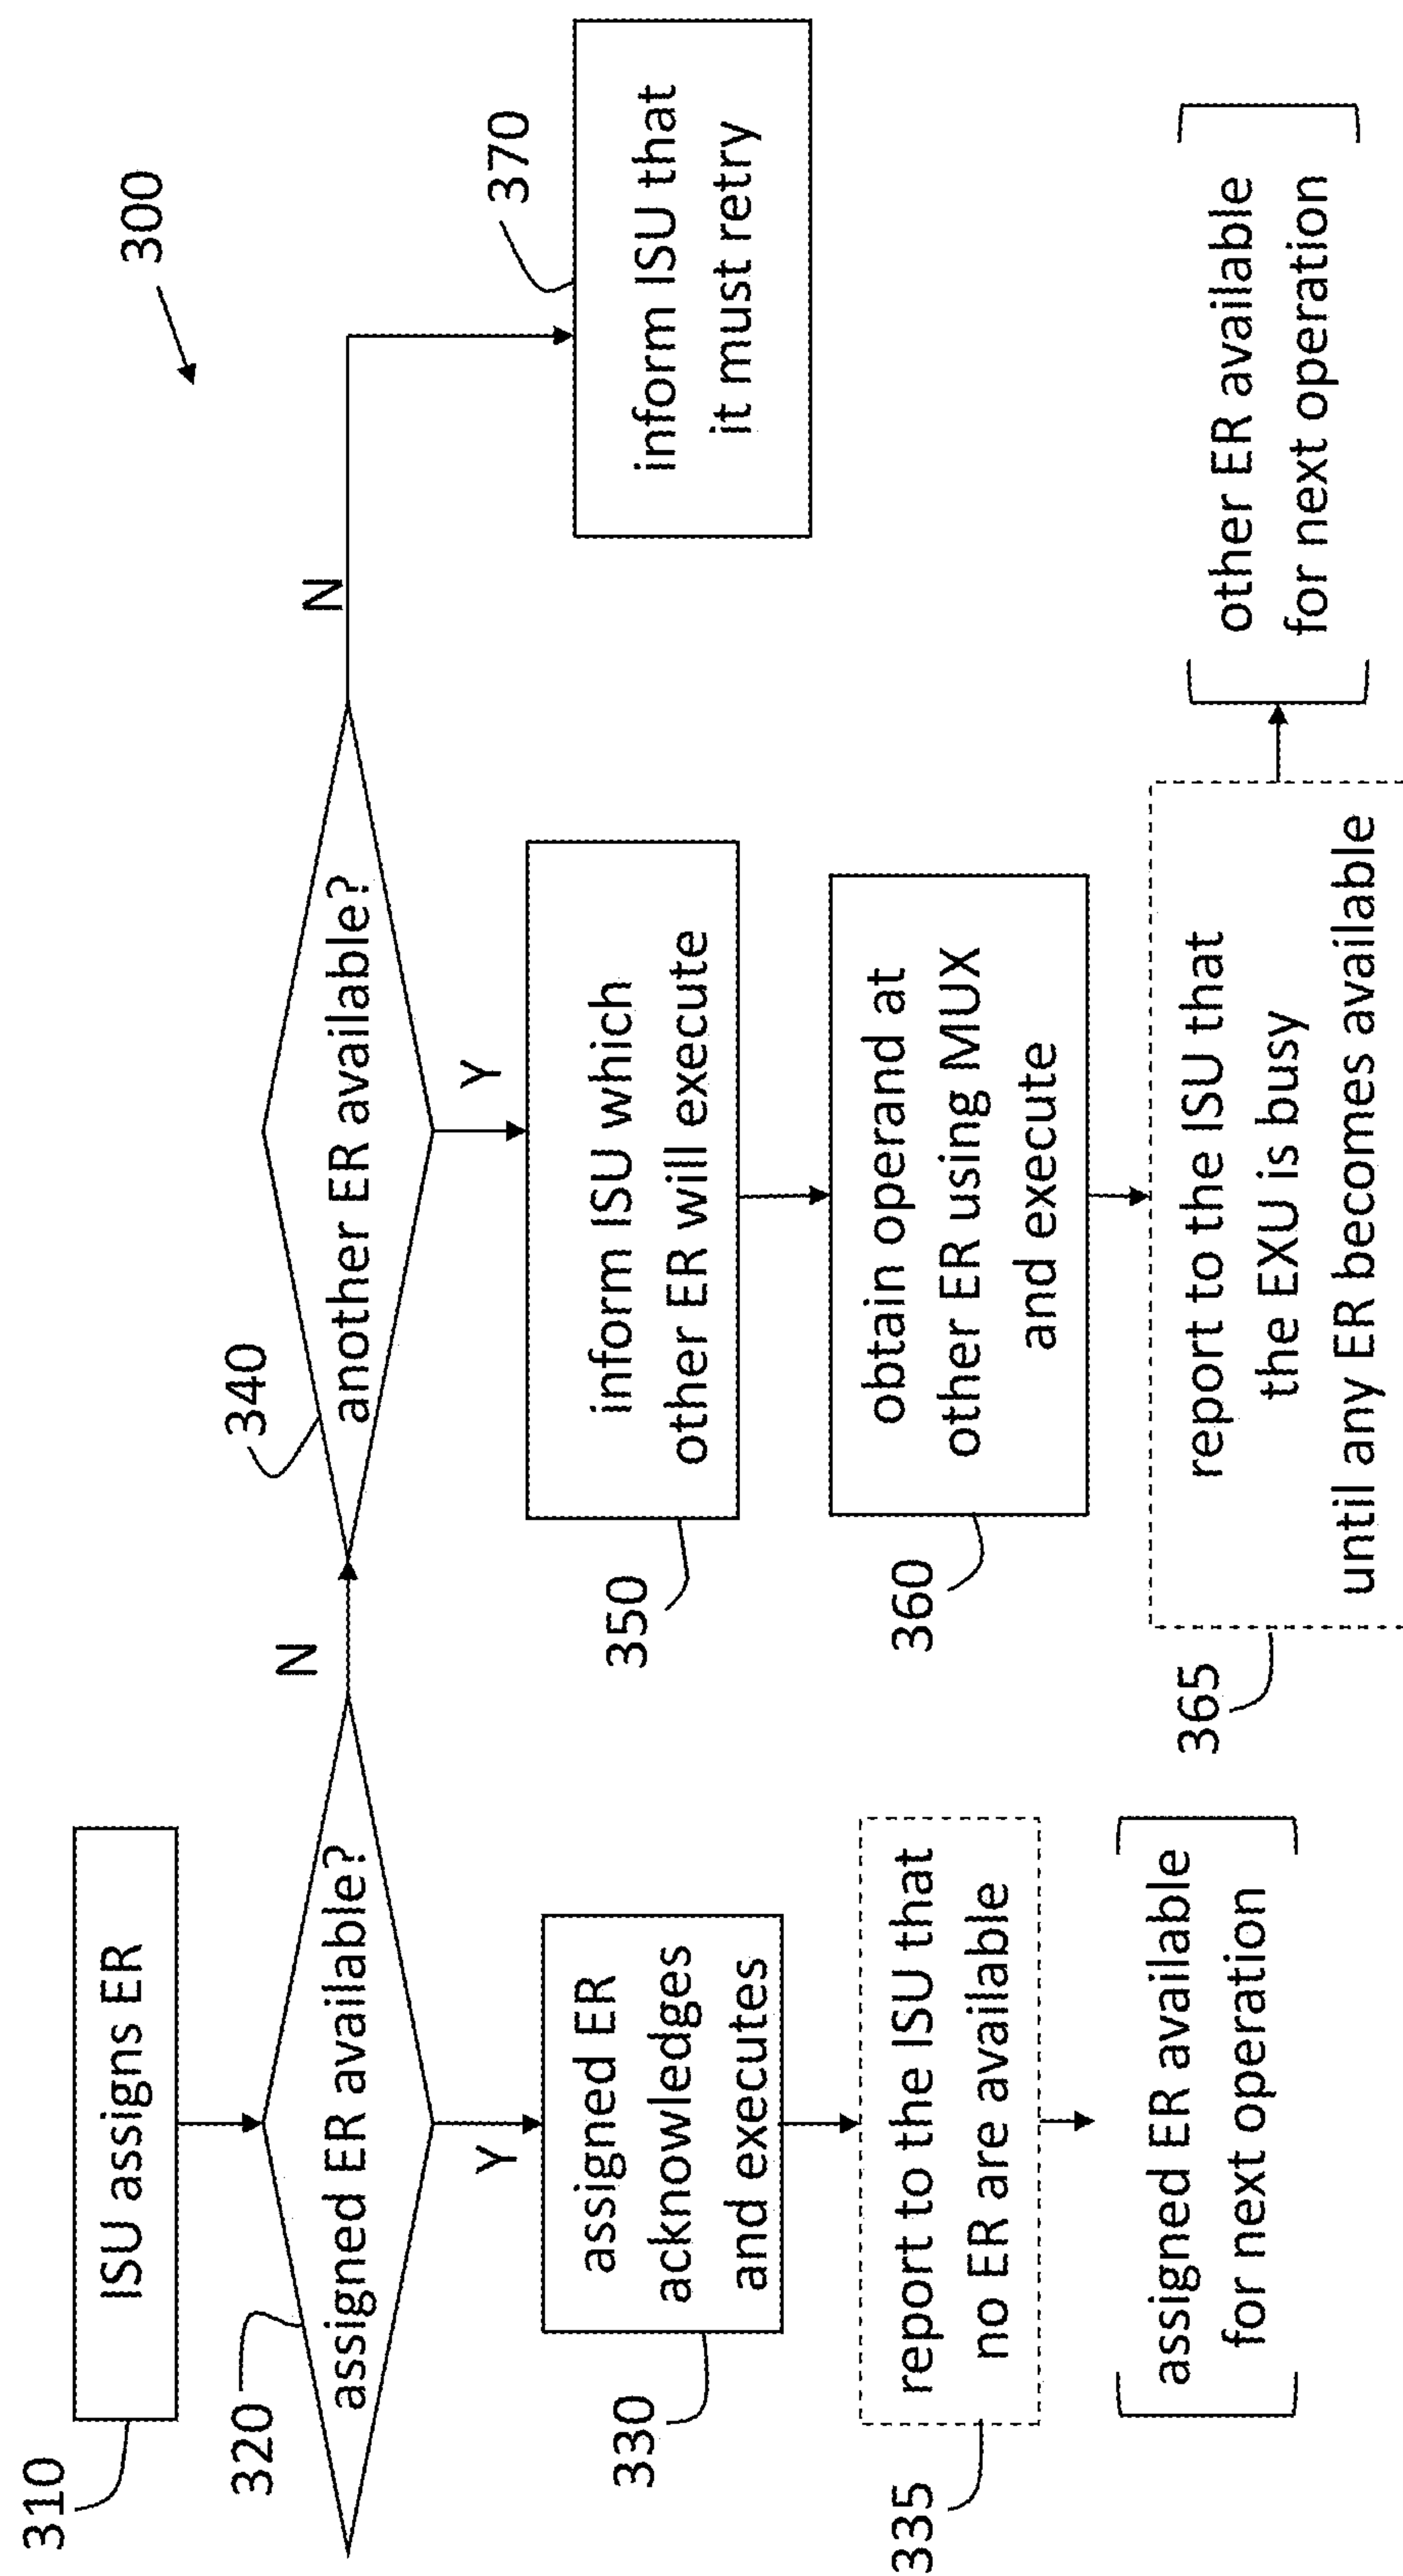 300
310
ISU assigns ER
320
assigned ER available?
N
Y
330
assigned ER
acknowledges
and executes
335
report to the ISU that
no ER are available
assigned ER available
for next operation
340
another ER available?
N
Y
350
inform ISU which
other ER will execute
360
obtain operand at
other ER using MUX
and execute
365
report to the ISU that
the EXU is busy
until any ER becomes available
other ER available
for next operation
370
inform ISU that
it must retry